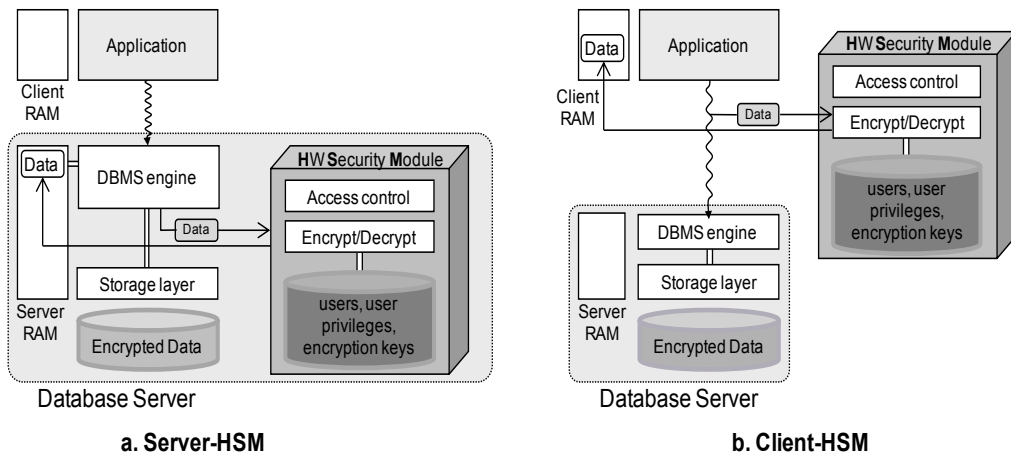 Application
Client
RAM
Data
DBMS engine
HW Security Module
Access control
Data
Encrypt/Decrypt
Storage layer
Server
RAM
users, user
privileges,
encryption keys
Encrypted Data
Database Server
a. Server-HSM
Data
Application
HW Security Module
Client
RAM
Access control
Data
Encrypt/Decrypt
users, user
privileges,
encryption keys
DBMS engine
Storage layer
Server
RAM
Encrypted Data
Database Server
b. Client-HSM